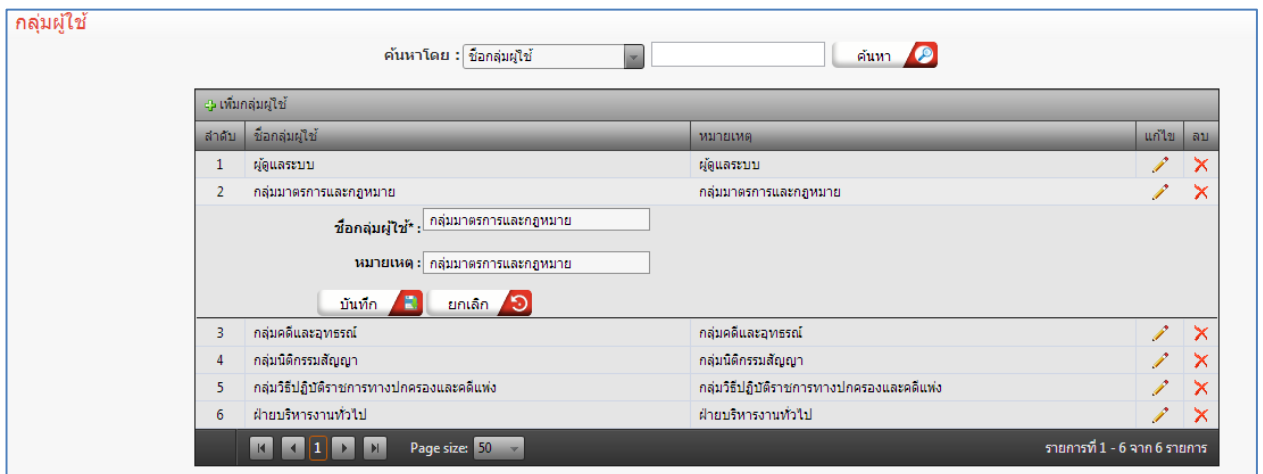 กลุ่มผู้ใช้
ค้นหาโดย : ชื่อกลุ่มผู้ใช้ ค้นหา
เพิ่มกลุ่มผู้ใช้
ลำดับ ชื่อกลุ่มผู้ใช้ หมายเหตุ แก้ไข ลบ
1 ผู้ดูแลระบบ ผู้ดูแลระบบ
2 กลุ่มมาตรการและกฎหมาย กลุ่มมาตรการและกฎหมาย
ชื่อกลุ่มผู้ใช้* : กลุ่มมาตรการและกฎหมาย
หมายเหตุ : กลุ่มมาตรการและกฎหมาย
บันทึก ยกเลิก
3 กลุ่มคดีและอุทธรณ์ กลุ่มคดีและอุทธรณ์
4 กลุ่มนิติกรรมสัญญา กลุ่มนิติกรรมสัญญา
5 กลุ่มวิธีปฏิบัติราชการทางปกครองและคดีแพ่ง กลุ่มวิธีปฏิบัติราชการทางปกครองและคดีแพ่ง
6 ฝ่ายบริหารงานทั่วไป ฝ่ายบริหารงานทั่วไป
1 Page size: 50 รายการที่ 1 - 6 จาก 6 รายการ